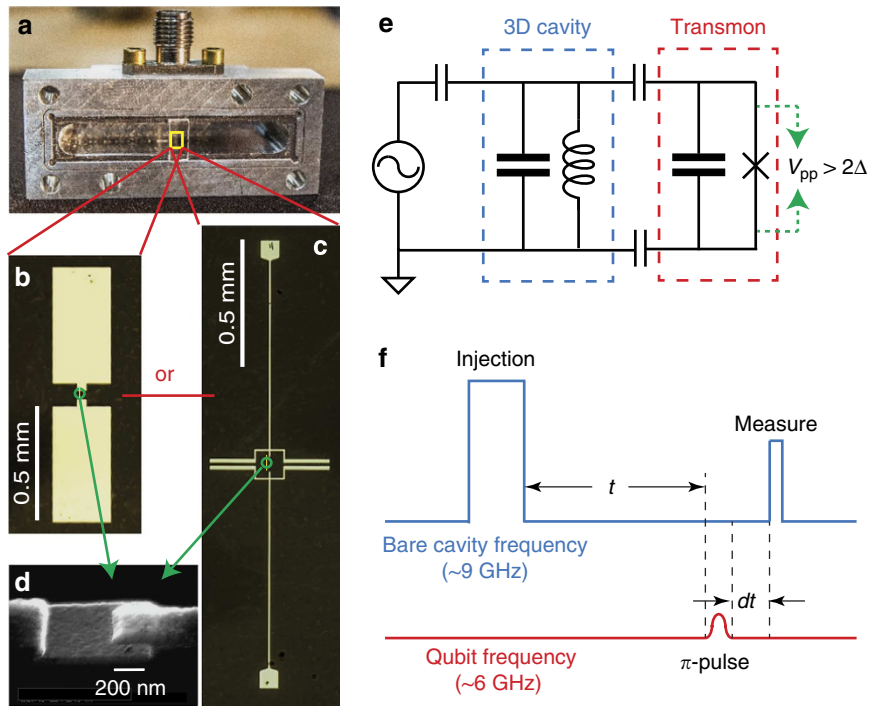 a
b
0.5 mm
or
c
0.5 mm
d
200 nm
e
3D cavity
Transmon
Vpp > 2Δ
f
Injection
Measure
t
Bare cavity frequency
(~9 GHz)
dt
Qubit frequency
(~6 GHz)
π-pulse